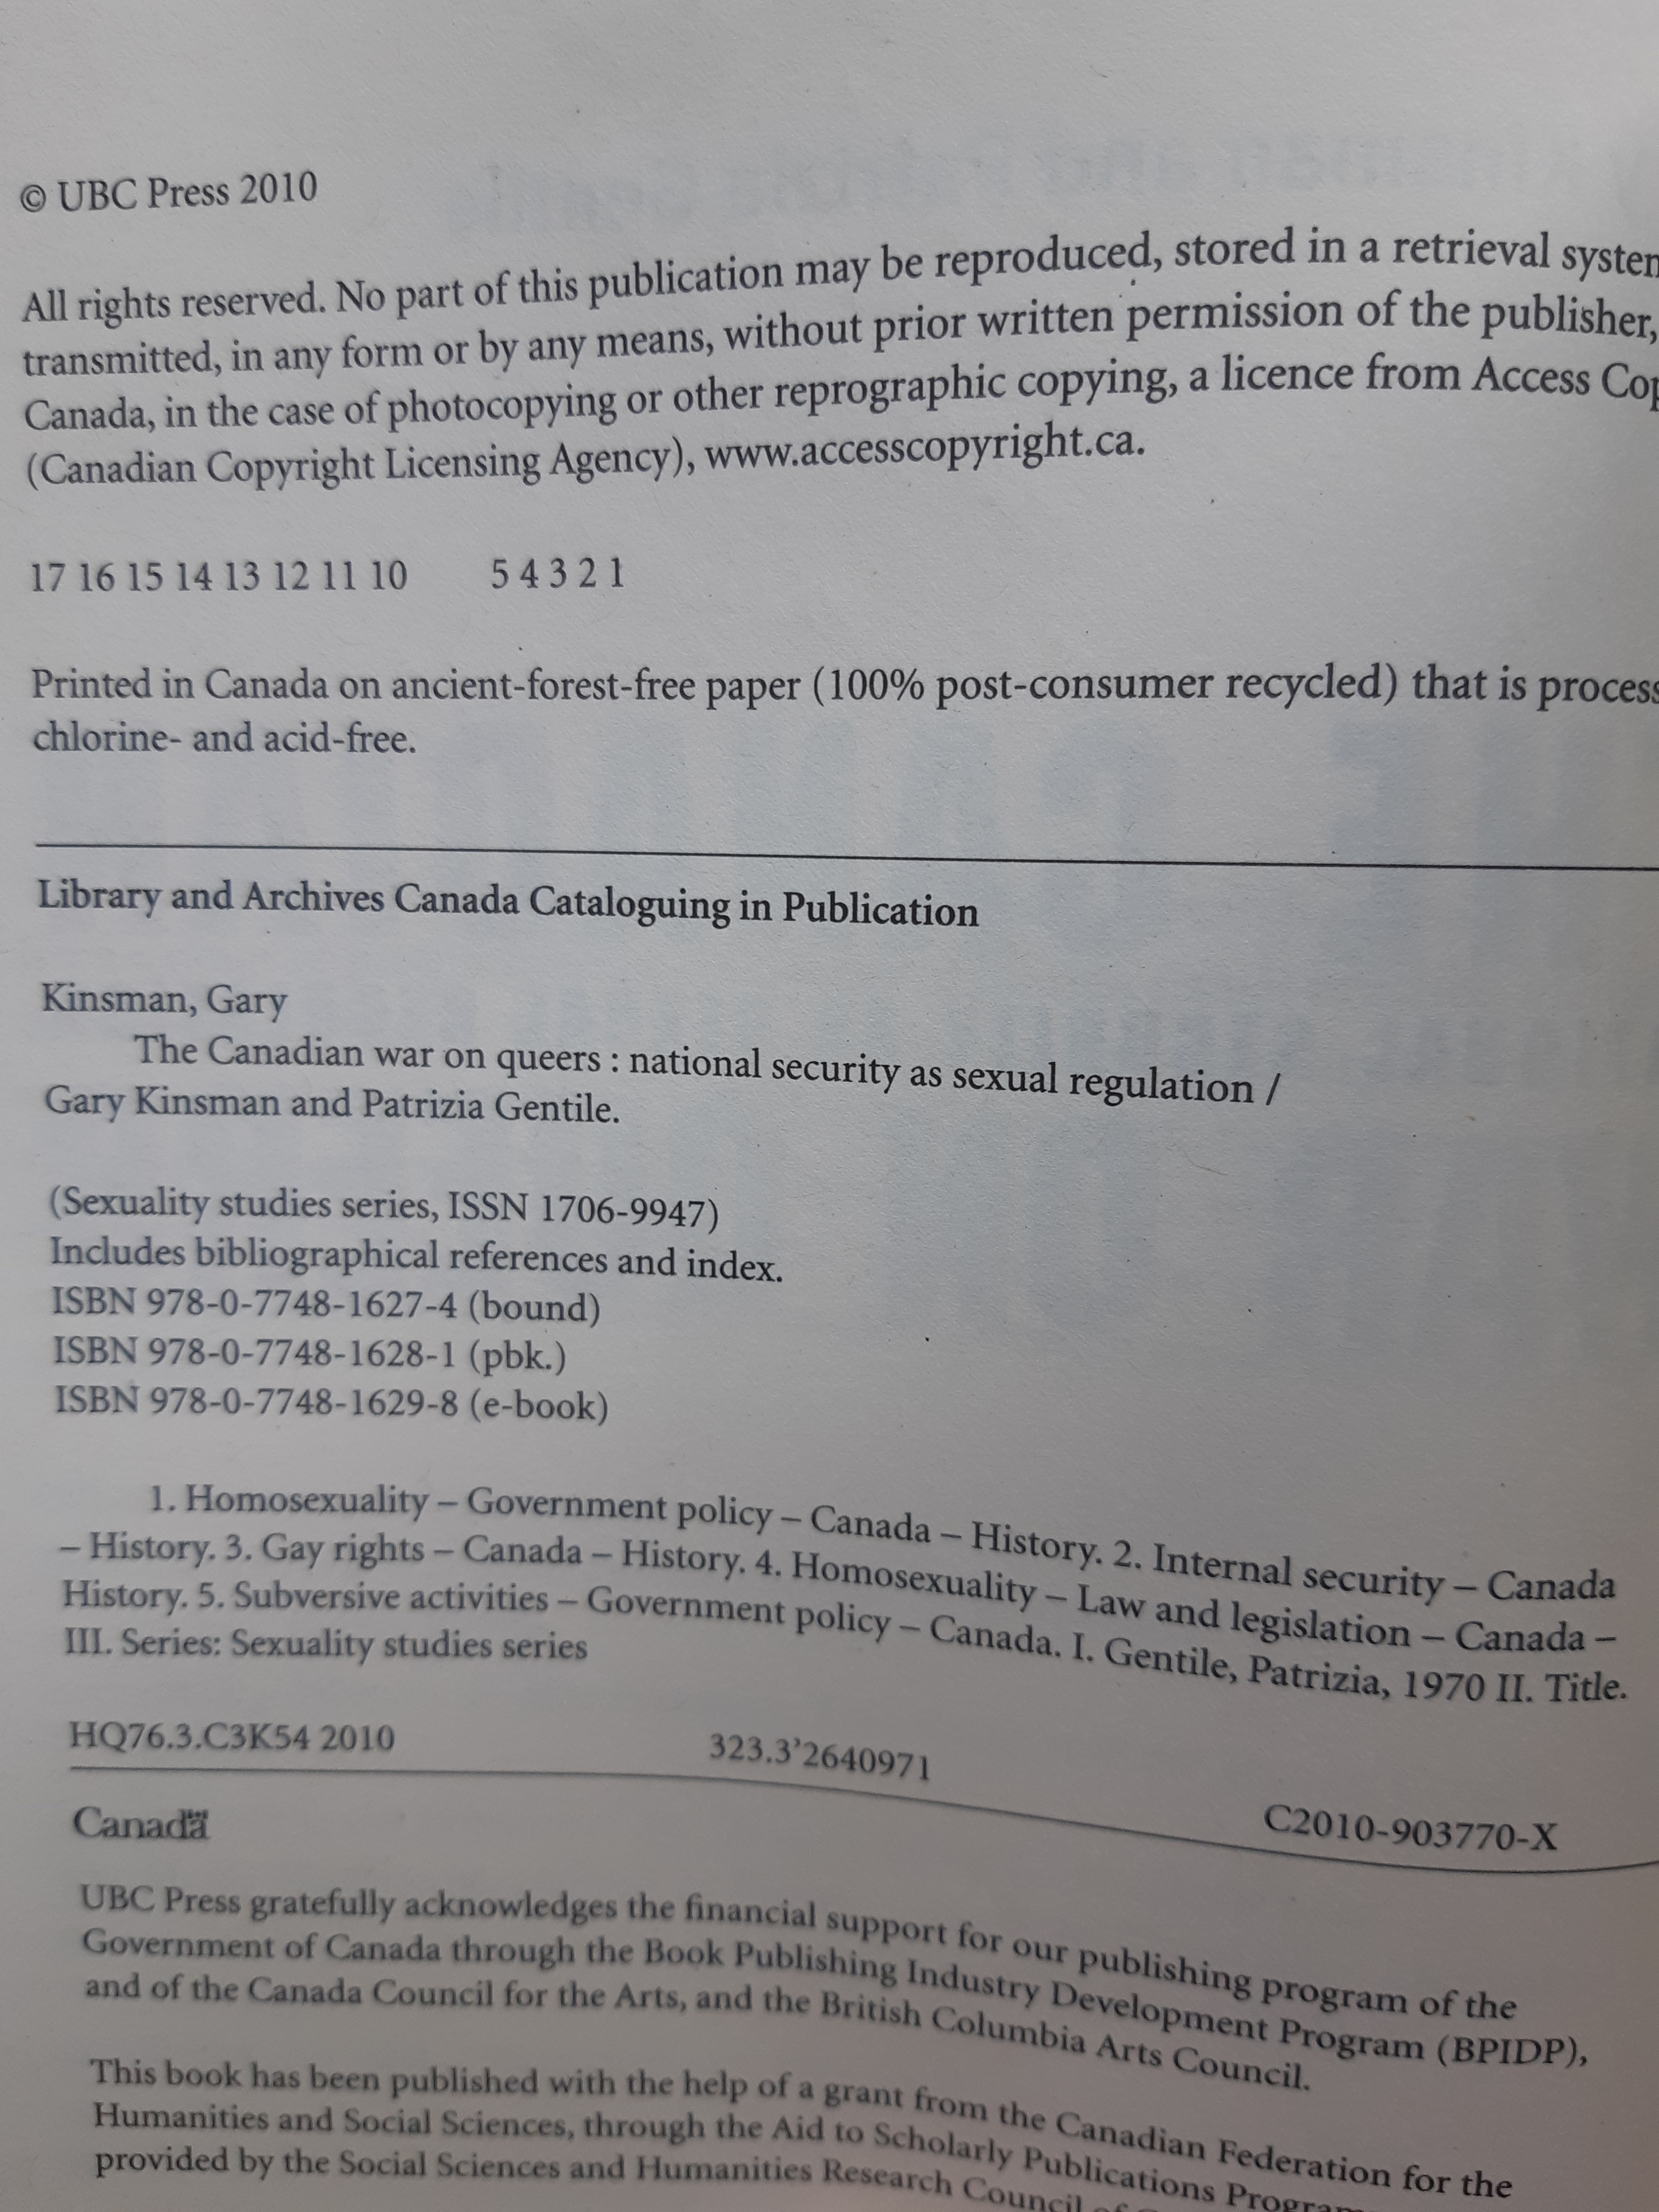 © UBC Press 2010
All rights reserved. No part of this publication may be reproduced, stored in a retrieval system
transmitted, in any form or by any means, without prior written permission of the publisher,
Canada, in the case of photocopying or other reprographic copying, a licence from Access Cop
(Canadian Copyright Licensing Agency), www.accesscopyright.ca.
17 16 15 14 13 12 11 10 5 4 3 2 1
Printed in Canada on ancient-forest-free paper (100% post-consumer recycled) that is process
chlorine- and acid-free.
Library and Archives Canada Cataloguing in Publication
Kinsman, Gary
The Canadian war on queers : national security as sexual regulation /
Gary Kinsman and Patrizia Gentile.
(Sexuality studies series, ISSN 1706-9947)
Includes bibliographical references and index.
ISBN 978-0-7748-1627-4 (bound)
ISBN 978-0-7748-1628-1 (pbk.)
ISBN 978-0-7748-1629-8 (e-book)
1. Homosexuality – Government policy – Canada – History. 2. Internal security – Canada
– History. 3. Gay rights – Canada – History. 4. Homosexuality – Law and legislation – Canada –
History. 5. Subversive activities – Government policy – Canada. I. Gentile, Patrizia, 1970 II. Title.
III. Series: Sexuality studies series
HQ76.3.C3K54 2010 323.3’2640971 C2010-903770-X
Canada
UBC Press gratefully acknowledges the financial support for our publishing program of the
Government of Canada through the Book Publishing Industry Development Program (BPIDP),
and of the Canada Council for the Arts, and the British Columbia Arts Council.
This book has been published with the help of a grant from the Canadian Federation for the
Humanities and Social Sciences, through the Aid to Scholarly Publications Program
provided by the Social Sciences and Humanities Research Council of